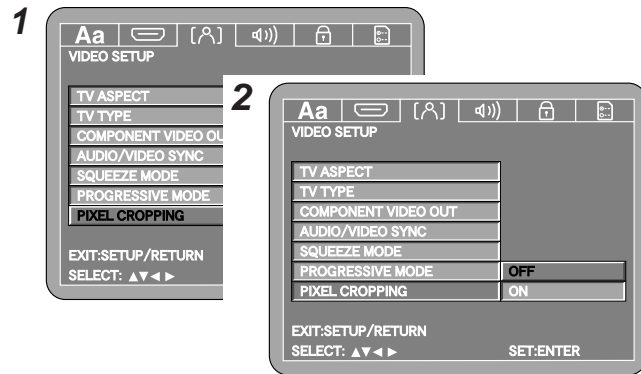 1
Aa
VIDEO SETUP
TV ASPECT
TV TYPE
COMPONENT VIDEO OU
AUDIO/VIDEO SYNC
SQUEEZE MODE
PROGRESSIVE MODE
PIXEL CROPPING
EXIT:SETUP/RETURN
SELECT: ▲▼◄ ►
2
Aa
VIDEO SETUP
TV ASPECT
TV TYPE
COMPONENT VIDEO OUT
AUDIO/VIDEO SYNC
SQUEEZE MODE
PROGRESSIVE MODE OFF
PIXEL CROPPING ON
EXIT:SETUP/RETURN
SELECT: ▲▼◄ ► SET:ENTER